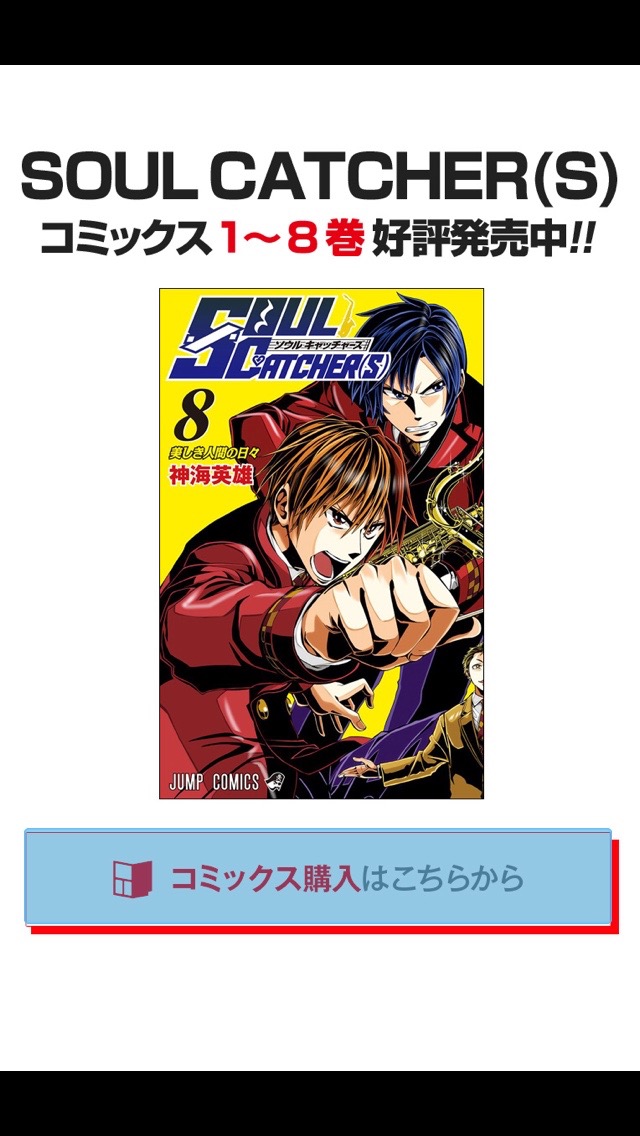 SOUL CATCHER(S)
コミックス1〜8巻 好評発売中!!
SOUL
ソウルキャッチャーズ
CATCHER(S)
8
美しき人間の日々
神海英雄
JUMP COMICS
コミックス購入はこちらから